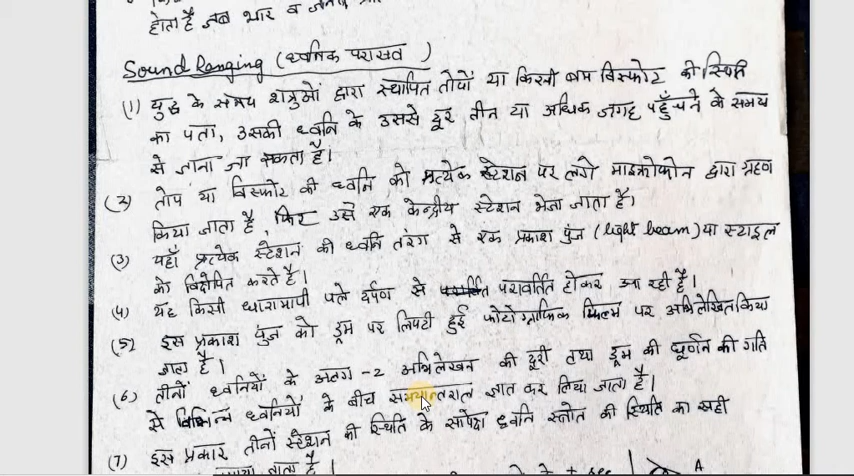 होता है जब भार व
Sound Ranging (ध्वनिक परासव)
(1) युद्ध के समय शत्रुओं द्वारा स्थापित तोपों या किसी बम विस्फोट की स्थिति
का पता, उसकी ध्वनि के उससे दूर तीन या अधिक जगह पहुँचने के समय
से जाना जा सकता है।
(2) तोप या विस्फोट की ध्वनि को प्रत्येक स्टेशन पर लगे माइक्रोफोन द्वारा ग्रहण
किया जाता है, फिर उसे एक केन्द्रीय स्टेशन भेजा जाता है।
(3) यहाँ प्रत्येक स्टेशन की ध्वनि तरंग से एक प्रकाश पुंज (light beam) या स्टाइल
को विक्षेपित करते है।
(4) यह किसी धारामापी पले दर्पण से परावर्तित होकर आ रही है।
(5) इस प्रकाश पुंज को ड्रम पर लिपटी हुई फोटोग्राफिक फिल्म पर अभिलेखित किया
जाता है।
(6) तीनों ध्वनियों के अलग-2 अभिलेखन की दूरी तथा ड्रम की घूर्णन की गति
से विभिन्न ध्वनियों के बीच समयान्तराल ज्ञात कर लिया जाता है।
(7) इस प्रकार तीनों स्टेशन की स्थिति के सापेक्ष ध्वनि स्त्रोत की स्थिति का सही
जाता है।
A